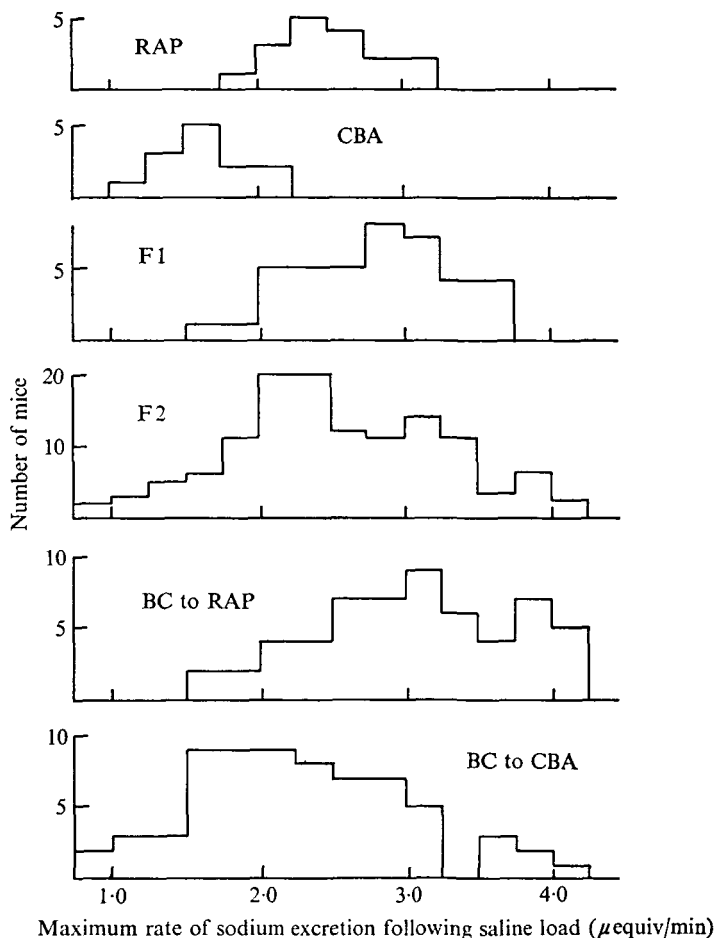 5
RAP
5
CBA
5
F1
20
F2
10
Number of mice
10
BC to RAP
5
10
BC to CBA
5
1·0 2·0 3·0 4·0
Maximum rate of sodium excretion following saline load (μequiv/min)